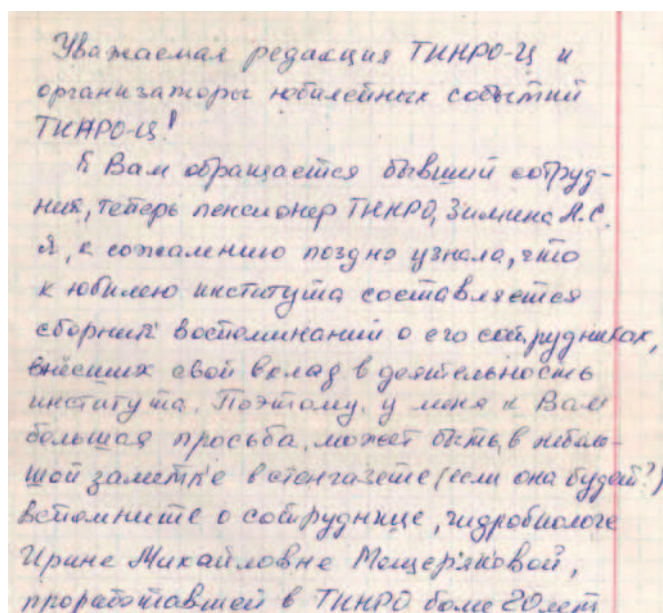 Уважаемая редакция ТИНРО-Ц и
организаторы юбилейных событий
ТИНРО-Ц!
К Вам обращается бывший сотруд-
ник, теперь пенсионер ТИНРО, Зимина Л.С.
Я, к сожалению поздно узнала, что
к юбилею института составляется
сборник воспоминаний о его сотрудниках,
внёсших свой вклад в деятельность
института. Поэтому, у меня к Вам
большая просьба, может быть, в неболь-
шой заметке в стенгазете (если она будет?)
вспомните о сотруднице, гидробиологе
Ирине Михайловне Мещеряковой,
проработавшей в ТИНРО более 20 лет